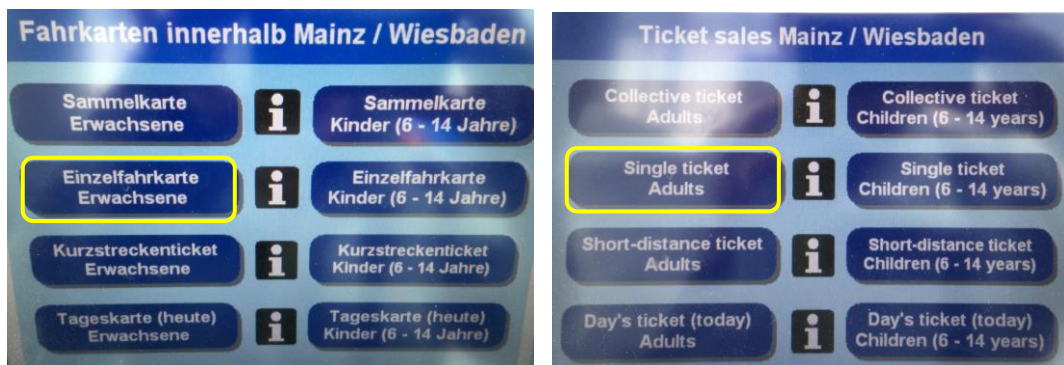 Fahrkarten innerhalb Mainz / Wiesbaden
Sammelkarte
Erwachsene
i
Sammelkarte
Kinder (6 - 14 Jahre)
Einzelfahrkarte
Erwachsene
i
Einzelfahrkarte
Kinder (6 - 14 Jahre)
Kurzstreckenticket
Erwachsene
i
Kurzstreckenticket
Kinder (6 - 14 Jahre)
Tageskarte (heute)
Erwachsene
i
Tageskarte (heute)
Kinder (6 - 14 Jahre)
Ticket sales Mainz / Wiesbaden
Collective ticket
Adults
i
Collective ticket
Children (6 - 14 years)
Single ticket
Adults
i
Single ticket
Children (6 - 14 years)
Short-distance ticket
Adults
i
Short-distance ticket
Children (6 - 14 years)
Day's ticket (today)
Adults
i
Day's ticket (today)
Children (6 - 14 years)